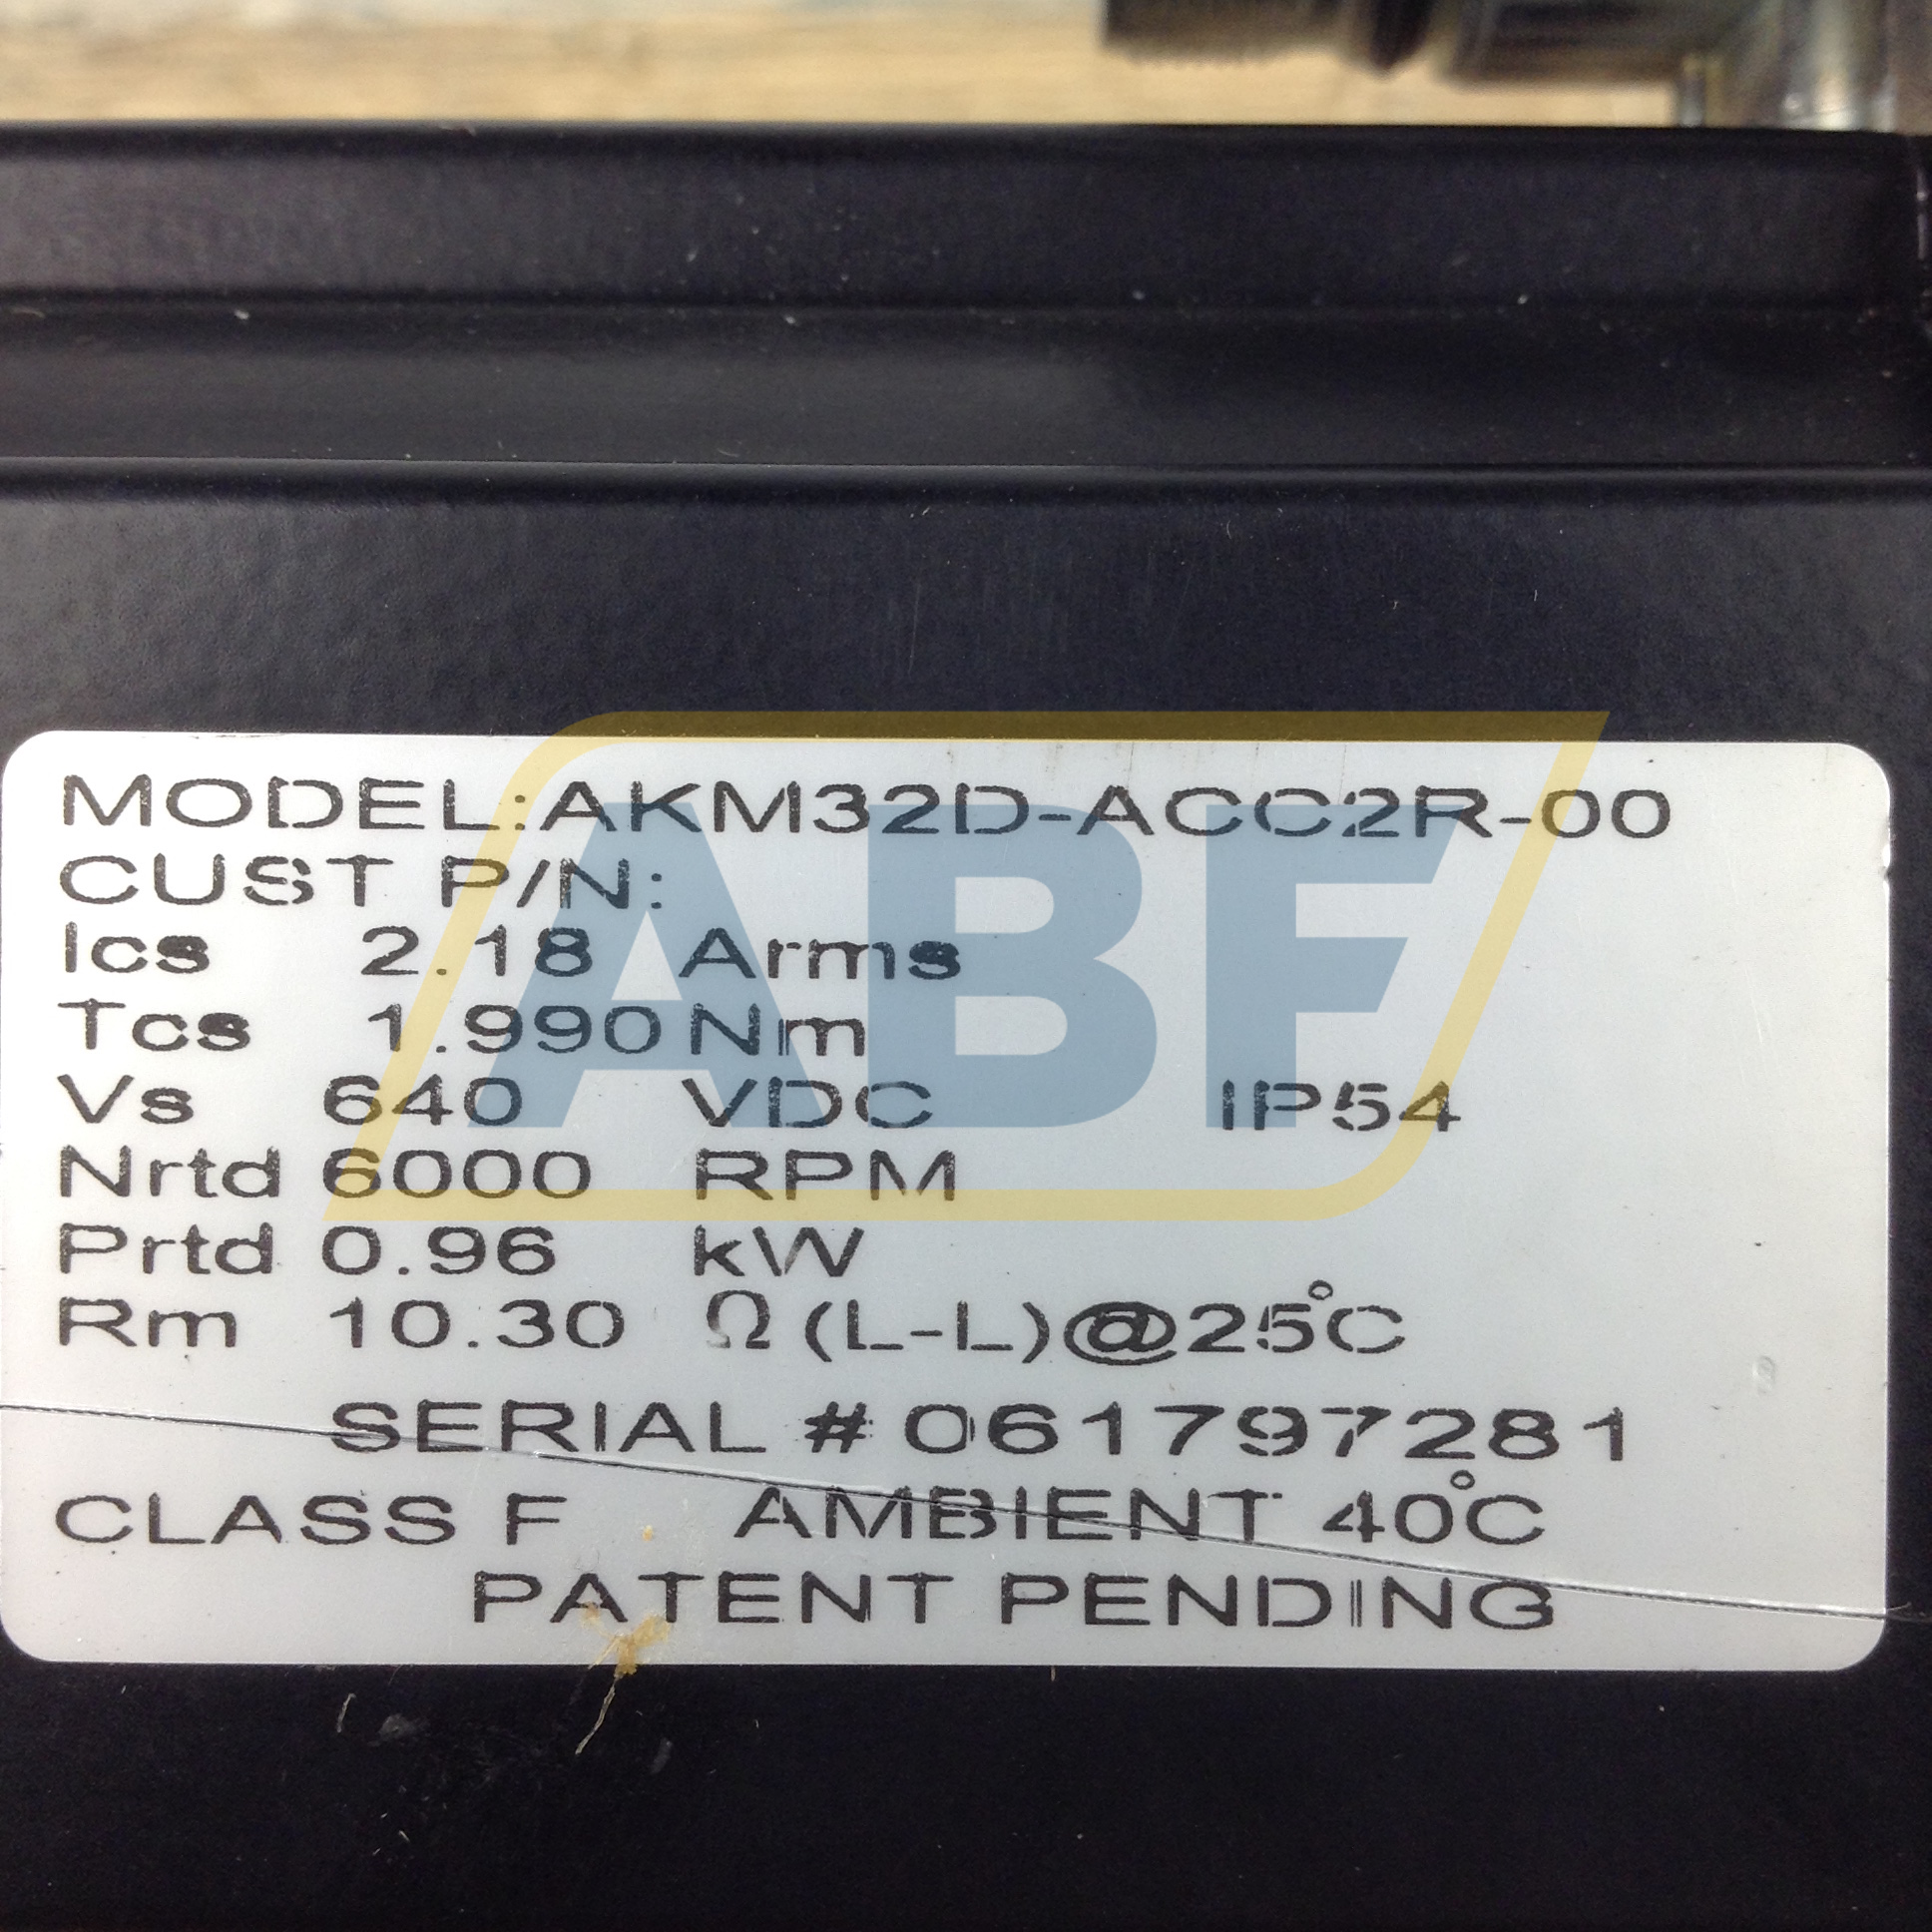 MODEL:AKM32D-ACC2R-00
CUST P/N:
Ics 2.18 Arms
Tcs 1.990 Nm
Vs 640 VDC IP54
Nrtd 6000 RPM
Prtd 0.96 kW
Rm 10.30 Ω (L-L)@25°C
SERIAL # 061797281
CLASS F AMBIENT 40°C
PATENT PENDING
ABF